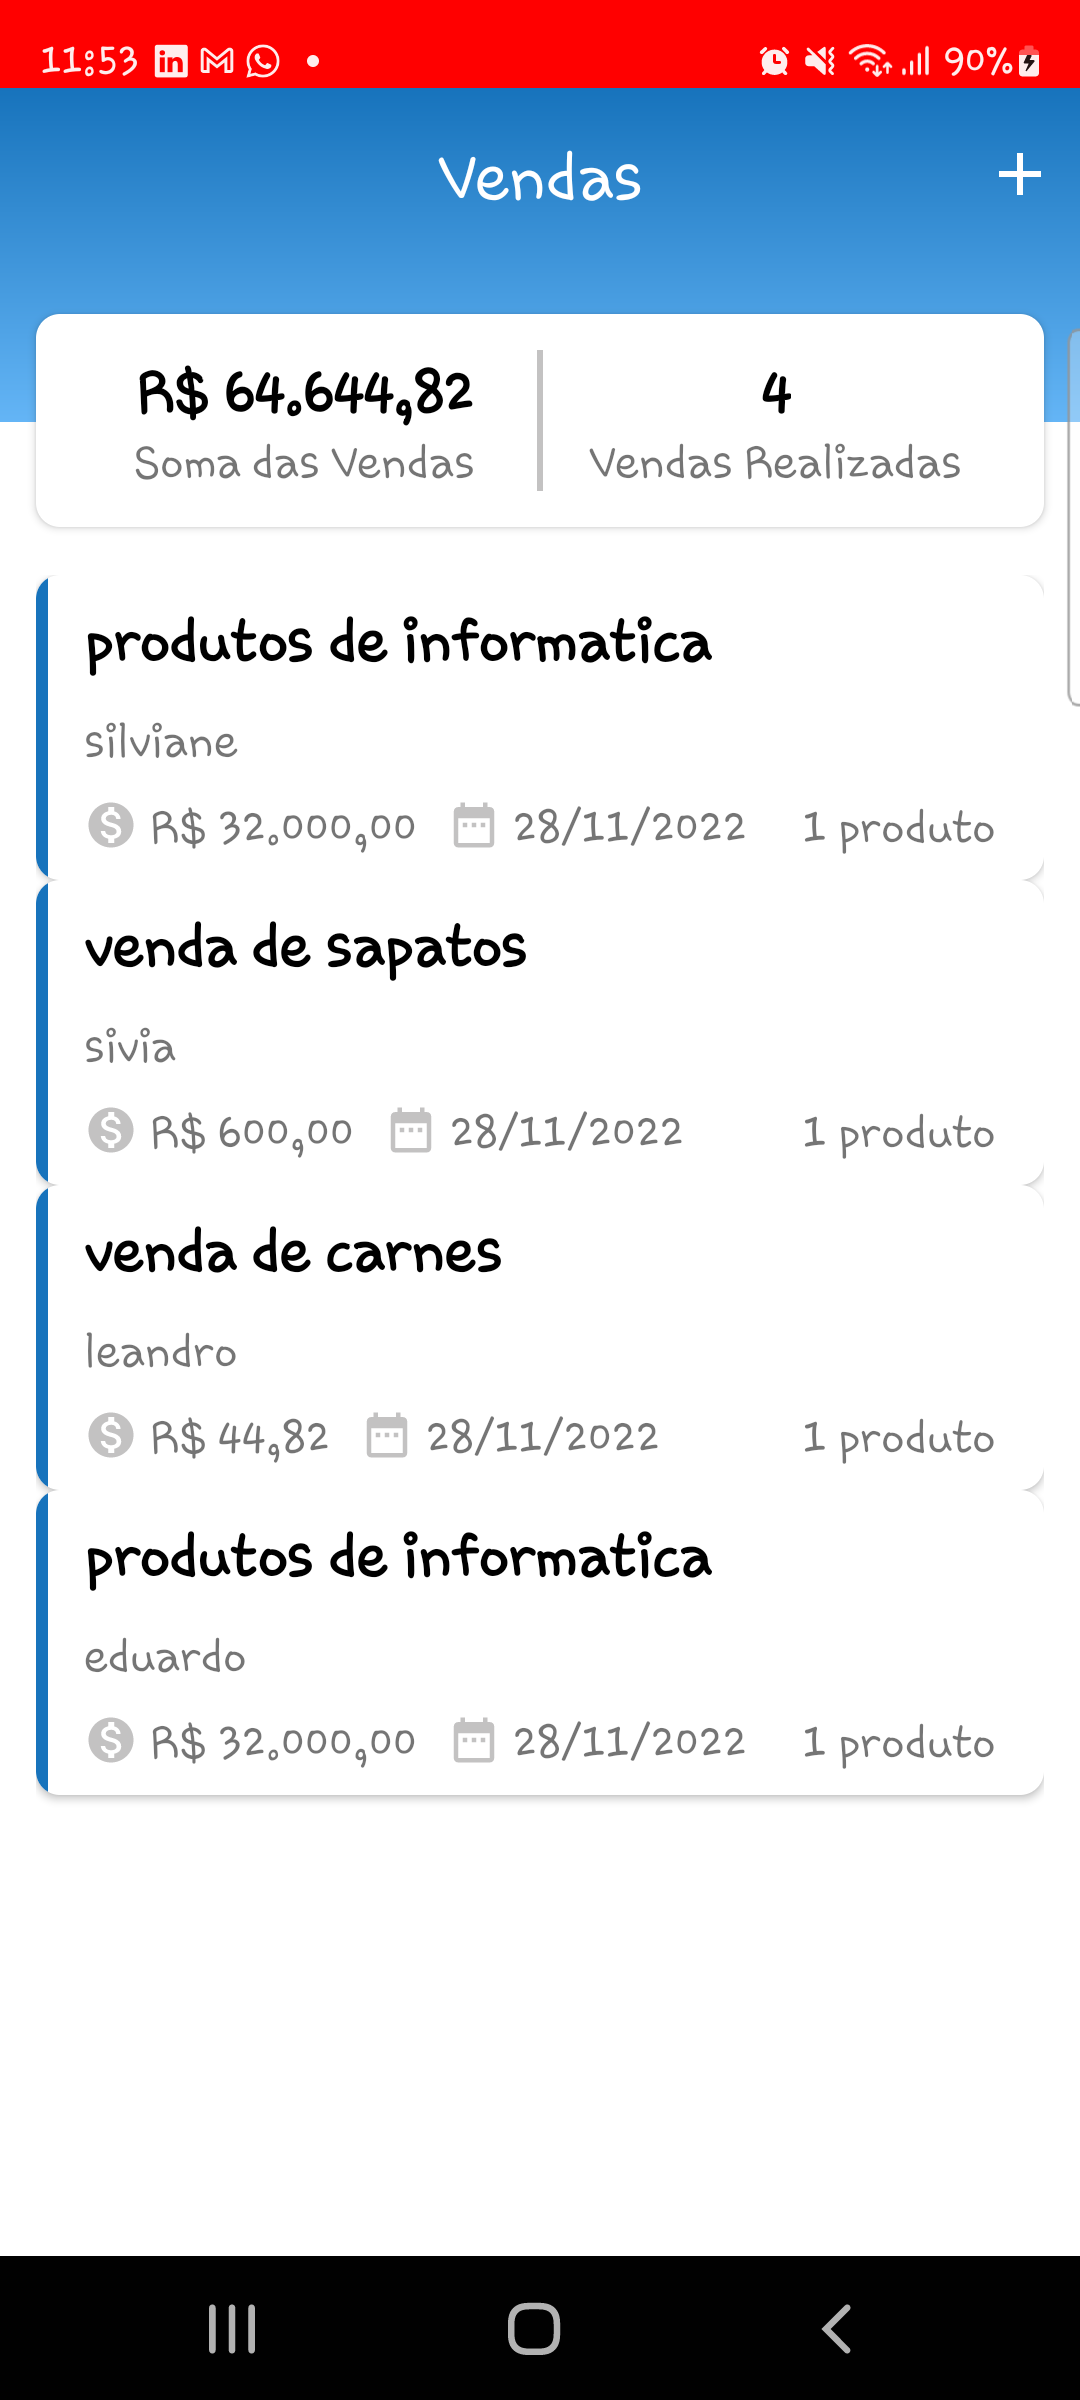 11:53 90%
Vendas
R$ 64.644,82 4
Soma das Vendas Vendas Realizadas
produtos de informatica
silviane
R$ 32.000,00 28/11/2022 1 produto
venda de sapatos
sivia
R$ 600,00 28/11/2022 1 produto
venda de carnes
leandro
R$ 44,82 28/11/2022 1 produto
produtos de informatica
eduardo
R$ 32.000,00 28/11/2022 1 produto